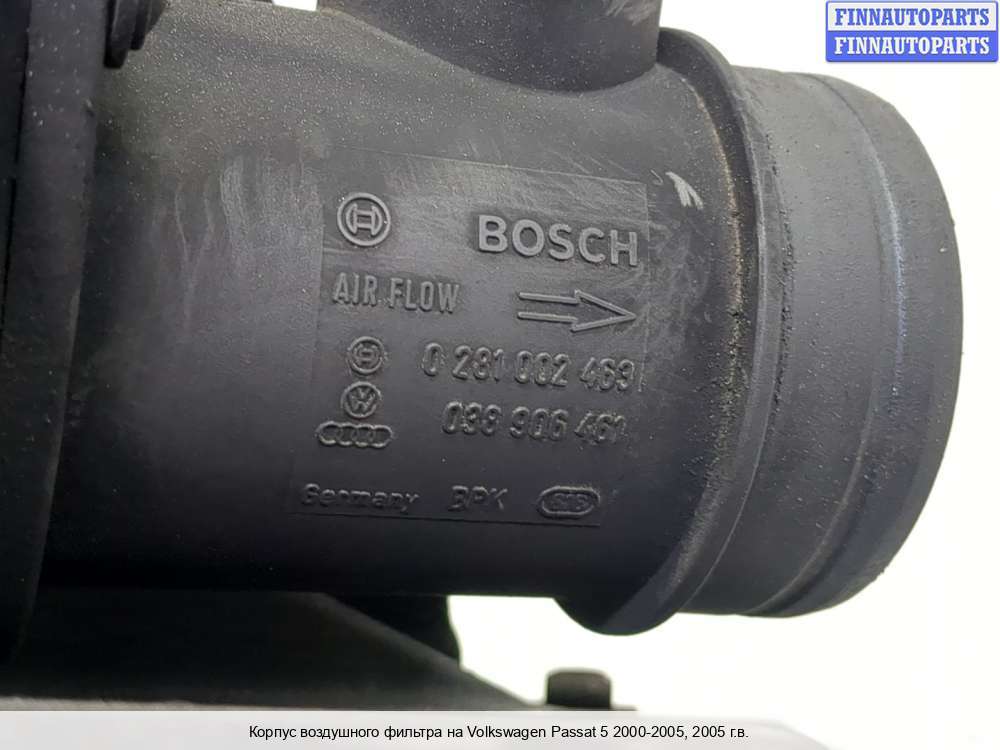 FINNAUTOPARTS
FINNAUTOPARTS
BOSCH
AIR FLOW
0 281 002 463
038 906 461
Germany BPK
Корпус воздушного фильтра на Volkswagen Passat 5 2000-2005, 2005 г.в.